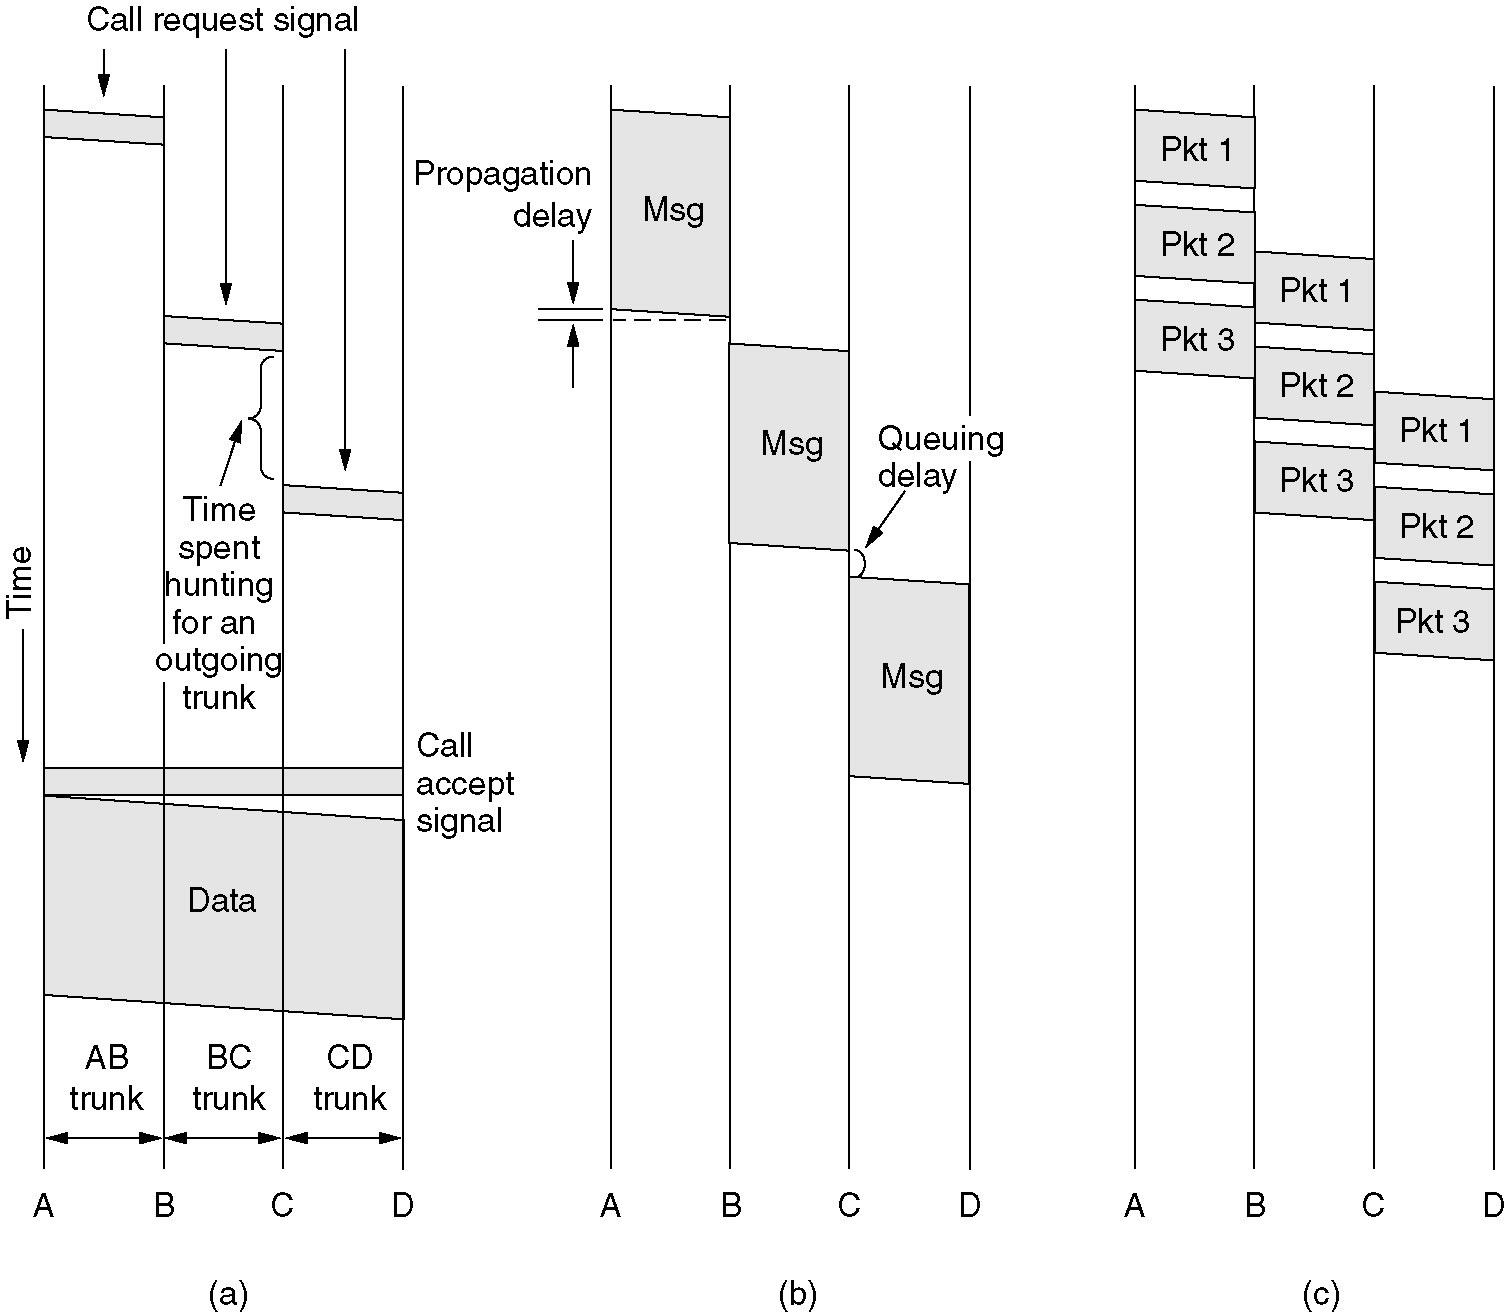 Call request signal
Propagation
delay
Msg
Msg
Queuing
delay
Msg
Pkt 1
Pkt 2
Pkt 3
Pkt 1
Pkt 2
Pkt 3
Pkt 1
Pkt 2
Pkt 3
Time
spent
hunting
for an
outgoing
trunk
Time
Call
accept
signal
Data
AB
trunk
BC
trunk
CD
trunk
A B C D
A B C D
A B C D
(a)
(b)
(c)